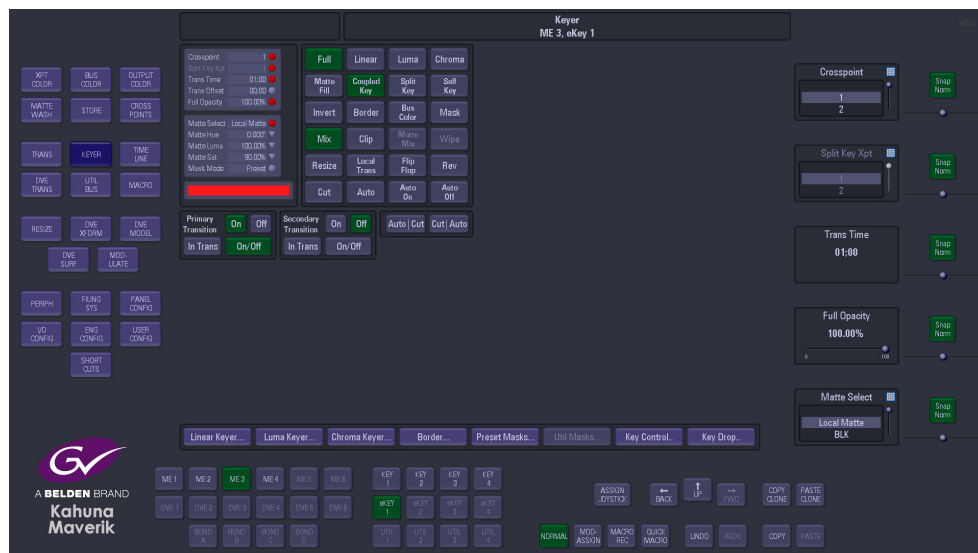 Keyer
ME 3, eKey 1
XPT COLOR
BUS COLOR
OUTPUT COLOR
MATTE WASH
STORE
CROSS POINTS
TRANS
KEYER
TIME LINE
DVE TRANS
UTIL BUS
MACRO
RESIZE
DVE XFORM
DVE MODEL
DVE SURF
MOD- ULATE
PERIPH
FILING SYS
PANEL CONFIG
I/O CONFIG
ENG CONFIG
USER CONFIG
SHORT CUTS
Crosspoint 1
Split Key Xpt 1
Trans Time 01:00
Trans Offset 00:00
Full Opacity 100.00%
Matte Select Local Matte
Matte Hue 0.000°
Matte Luma 100.00%
Matte Sat 90.00%
Mask Mode Preset
Full Linear Luma Chroma
Matte Fill
Coupled Key
Split Key
Self Key
Invert
Border
Bus Color
Mask
Mix
Clip
Matte Mix
Wipe
Resize
Local Trans
Flip Flop
Rev
Cut
Auto
Auto On
Auto Off
Primary Transition On Off
In Trans On/Off
Secondary Transition On Off
In Trans On/Off
Auto|Cut Cut|Auto
Crosspoint
1
2
Snap Norm
Split Key Xpt
1
2
Snap Norm
Trans Time
01;00
Snap Norm
Full Opacity
100.00%
0 100
Snap Norm
Matte Select
Local Matte
BLK
Snap Norm
Linear Keyer... Luma Keyer... Chroma Keyer... Border... Preset Masks... Util Masks... Key Control.. Key Drop..
GV
A BELDEN BRAND
Kahuna
Maverik
ME 1 ME 2 ME 3 ME 4 ME 5 ME 6
DVE 1 DVE 2 DVE 3 DVE 4 DVE 5 DVE 6
BGND A
BGND B
BGND C
BGND D
KEY 1
KEY 2
KEY 3
KEY 4
eKEY 1
eKEY 2
eKEY 3
eKEY 4
UTIL 1
UTIL 2
UTIL 3
UTIL 4
ASSIGN JOYSTICK
BACK
UP
FWD
COPY CLONE
PASTE CLONE
NORMAL
MOD- ASSIGN
MACRO REC
QUICK MACRO
UNDO
REDO
COPY
PASTE